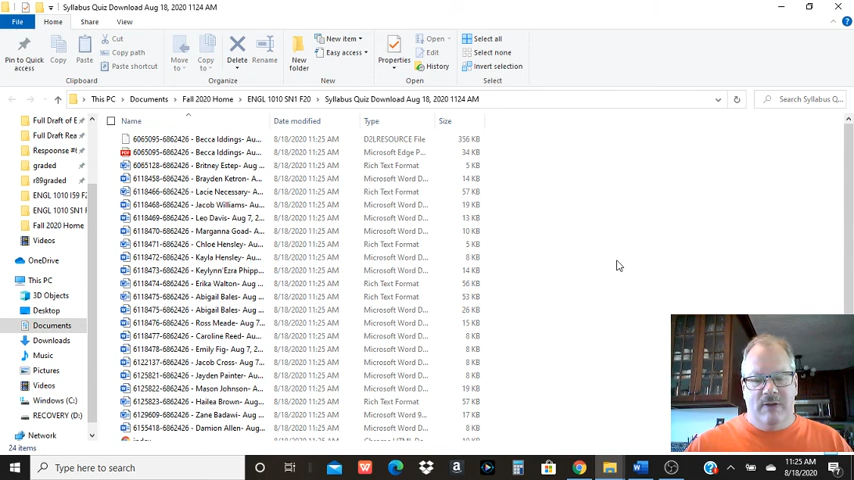 Syllabus Quiz Download Aug 18, 2020 1124 AM
File Home Share View
Pin to Quick access
Copy
Paste
Cut
Copy path
Paste shortcut
Clipboard
Move to
Copy to
Delete
Rename
Organize
New folder
New item
Easy access
New
Properties
Open
Edit
History
Open
Select all
Select none
Invert selection
Select
This PC > Documents > Fall 2020 Home > ENGL 1010 SN1 F20 > Syllabus Quiz Download Aug 18, 2020 1124 AM
Search Syllabus Q...
Full Draft of E
Full Draft Rea
Respoonse #
graded
r89graded
ENGL 1010 I59 F2
ENGL 1010 SN1 F
Fall 2020 Home
Videos
OneDrive
This PC
3D Objects
Desktop
Documents
Downloads
Music
Pictures
Videos
Windows (C:)
RECOVERY (D:)
Network
Name Date modified Type Size
6065095-6862426 - Becca Iddings- Au... 8/18/2020 11:25 AM D2LRESOURCE File 356 KB
6065095-6862426 - Becca Iddings- Au... 8/18/2020 11:25 AM Microsoft Edge P... 34 KB
6065128-6862426 - Britney Estep- Aug ... 8/18/2020 11:25 AM Rich Text Format 5 KB
6118458-6862426 - Brayden Ketron- A... 8/18/2020 11:25 AM Microsoft Word D... 14 KB
6118466-6862426 - Lacie Necessary- A... 8/18/2020 11:25 AM Rich Text Format 57 KB
6118468-6862426 - Jacob Williams- A... 8/18/2020 11:25 AM Microsoft Word D... 19 KB
6118469-6862426 - Leo Davis- Aug 7, 2... 8/18/2020 11:25 AM Microsoft Word D... 13 KB
6118470-6862426 - Marganna Goad- ... 8/18/2020 11:25 AM Microsoft Word D... 10 KB
6118471-6862426 - Chloe Hensley- A... 8/18/2020 11:25 AM Rich Text Format 5 KB
6118472-6862426 - Kayla Hensley- Au... 8/18/2020 11:25 AM Microsoft Word D... 8 KB
6118473-6862426 - Keylynn'Ezra Phipp... 8/18/2020 11:25 AM Microsoft Word D... 14 KB
6118474-6862426 - Erika Walton- Aug ... 8/18/2020 11:25 AM Rich Text Format 56 KB
6118475-6862426 - Abigail Bales- Aug ... 8/18/2020 11:25 AM Rich Text Format 53 KB
6118475-6862426 - Abigail Bales- Aug ... 8/18/2020 11:25 AM Microsoft Word D... 26 KB
6118476-6862426 - Ross Meade- Aug 7... 8/18/2020 11:25 AM Microsoft Word D... 15 KB
6118477-6862426 - Caroline Reed- Au... 8/18/2020 11:25 AM Microsoft Word D... 8 KB
6118478-6862426 - Emily Fig- Aug 7, 2... 8/18/2020 11:25 AM Microsoft Word D... 8 KB
6122137-6862426 - Jacob Cross- Aug 7... 8/18/2020 11:25 AM Microsoft Word D... 8 KB
6125821-6862426 - Jayden Painter- Au... 8/18/2020 11:25 AM Microsoft Word D... 8 KB
6125822-6862426 - Mason Johnson- ... 8/18/2020 11:25 AM Microsoft Word D... 19 KB
6125823-6862426 - Hailea Brown- Aug... 8/18/2020 11:25 AM Rich Text Format 57 KB
6129609-6862426 - Zane Badawi- Aug ... 8/18/2020 11:25 AM Microsoft Word 9... 17 KB
6155418-6862426 - Damion Allen- Au... 8/18/2020 11:25 AM Microsoft Word D... 8 KB
24 items
Type here to search
11:25 AM
8/18/2020